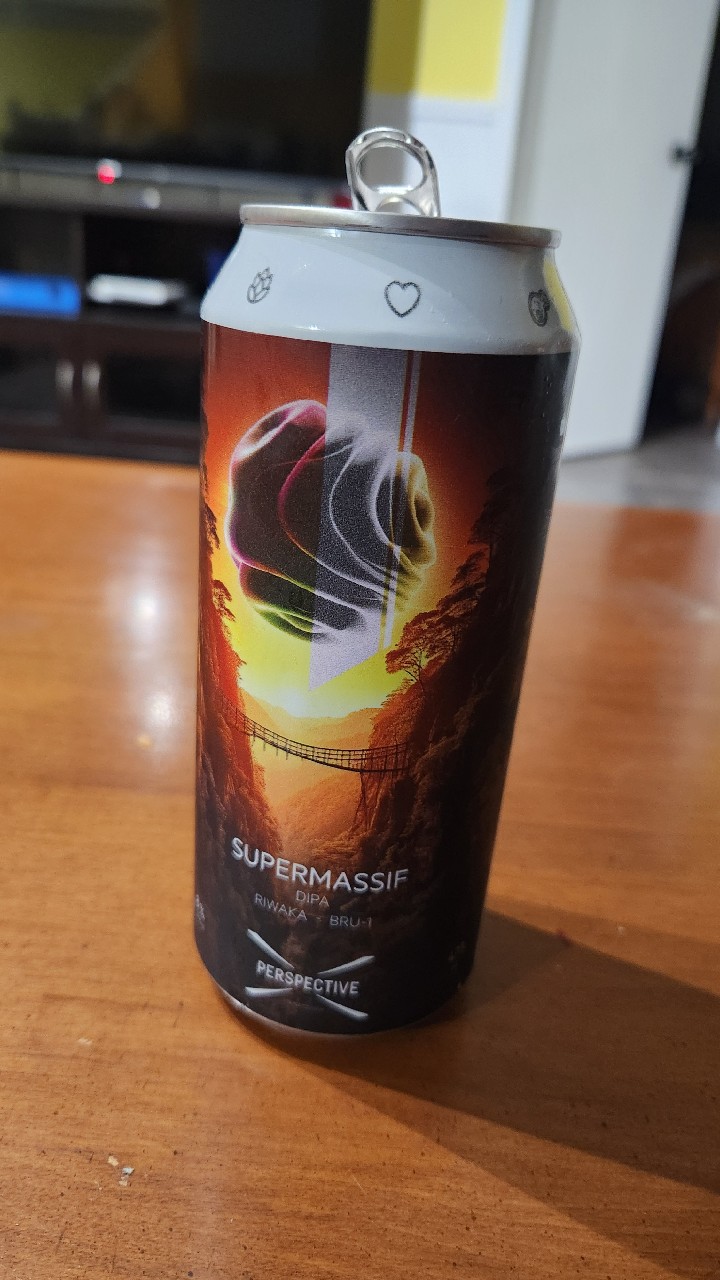 SUPERMASSIF
DIPA
RIWAKA - BRU-1
PERSPECTIVE